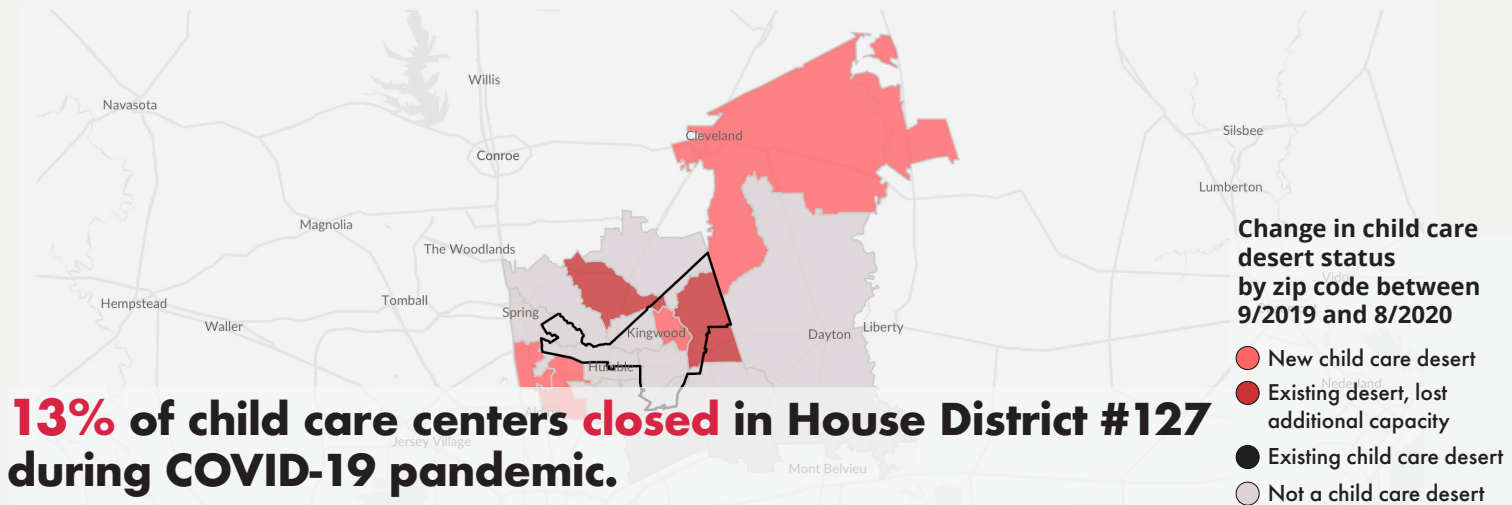 Willis
Navasota
Cleveland
Silsbee
Conroe
Lumberton
Magnolia
The Woodlands
Hempstead
Tomball
Spring
Waller
Kingwood
Dayton
Liberty
Humble
Change in child care
desert status
by zip code between
9/2019 and 8/2020
Vidor
New child care desert
Existing desert, lost
additional capacity
Nederland
Existing child care desert
Not a child care desert
13% of child care centers closed in House District #127
during COVID-19 pandemic.
Jersey Village
Mont Belvieu